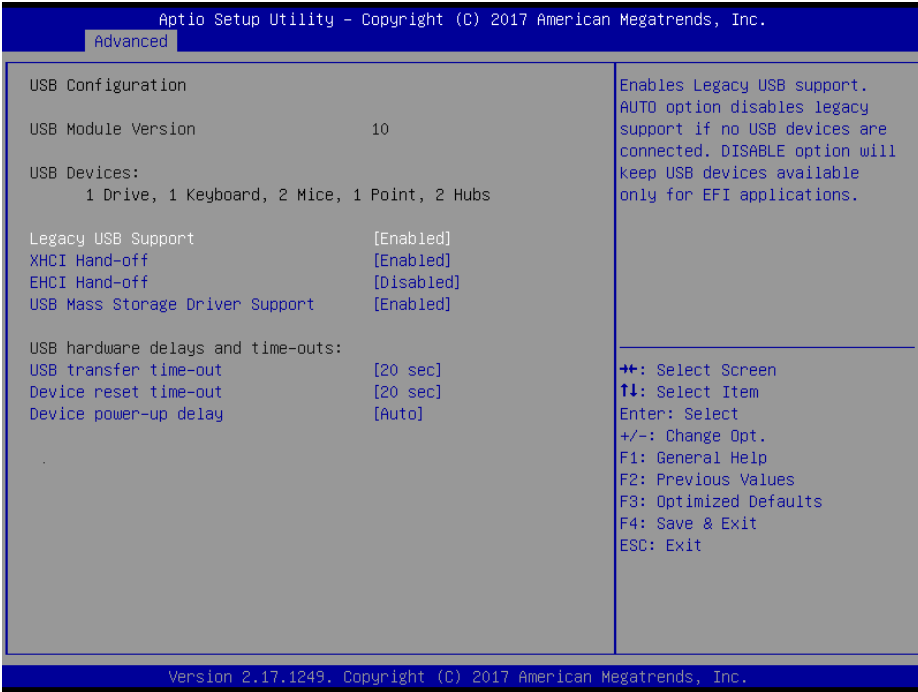 Aptio Setup Utility – Copyright (C) 2017 American Megatrends, Inc.
Advanced
USB Configuration
USB Module Version 10
USB Devices:
1 Drive, 1 Keyboard, 2 Mice, 1 Point, 2 Hubs
Legacy USB Support [Enabled]
XHCI Hand-off [Enabled]
EHCI Hand-off [Disabled]
USB Mass Storage Driver Support [Enabled]
USB hardware delays and time-outs:
USB transfer time-out [20 sec]
Device reset time-out [20 sec]
Device power-up delay [Auto]
Enables Legacy USB support.
AUTO option disables legacy
support if no USB devices are
connected. DISABLE option will
keep USB devices available
only for EFI applications.
→←: Select Screen
↑↓: Select Item
Enter: Select
+/-: Change Opt.
F1: General Help
F2: Previous Values
F3: Optimized Defaults
F4: Save & Exit
ESC: Exit
Version 2.17.1249. Copyright (C) 2017 American Megatrends, Inc.